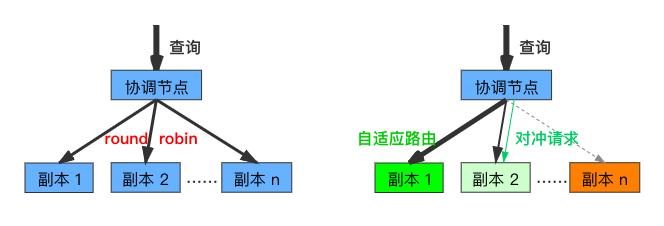 查询
协调节点
round robin
副本 1
副本 2
......
副本 n
查询
协调节点
自适应路由
对冲请求
副本 1
副本 2
......
副本 n